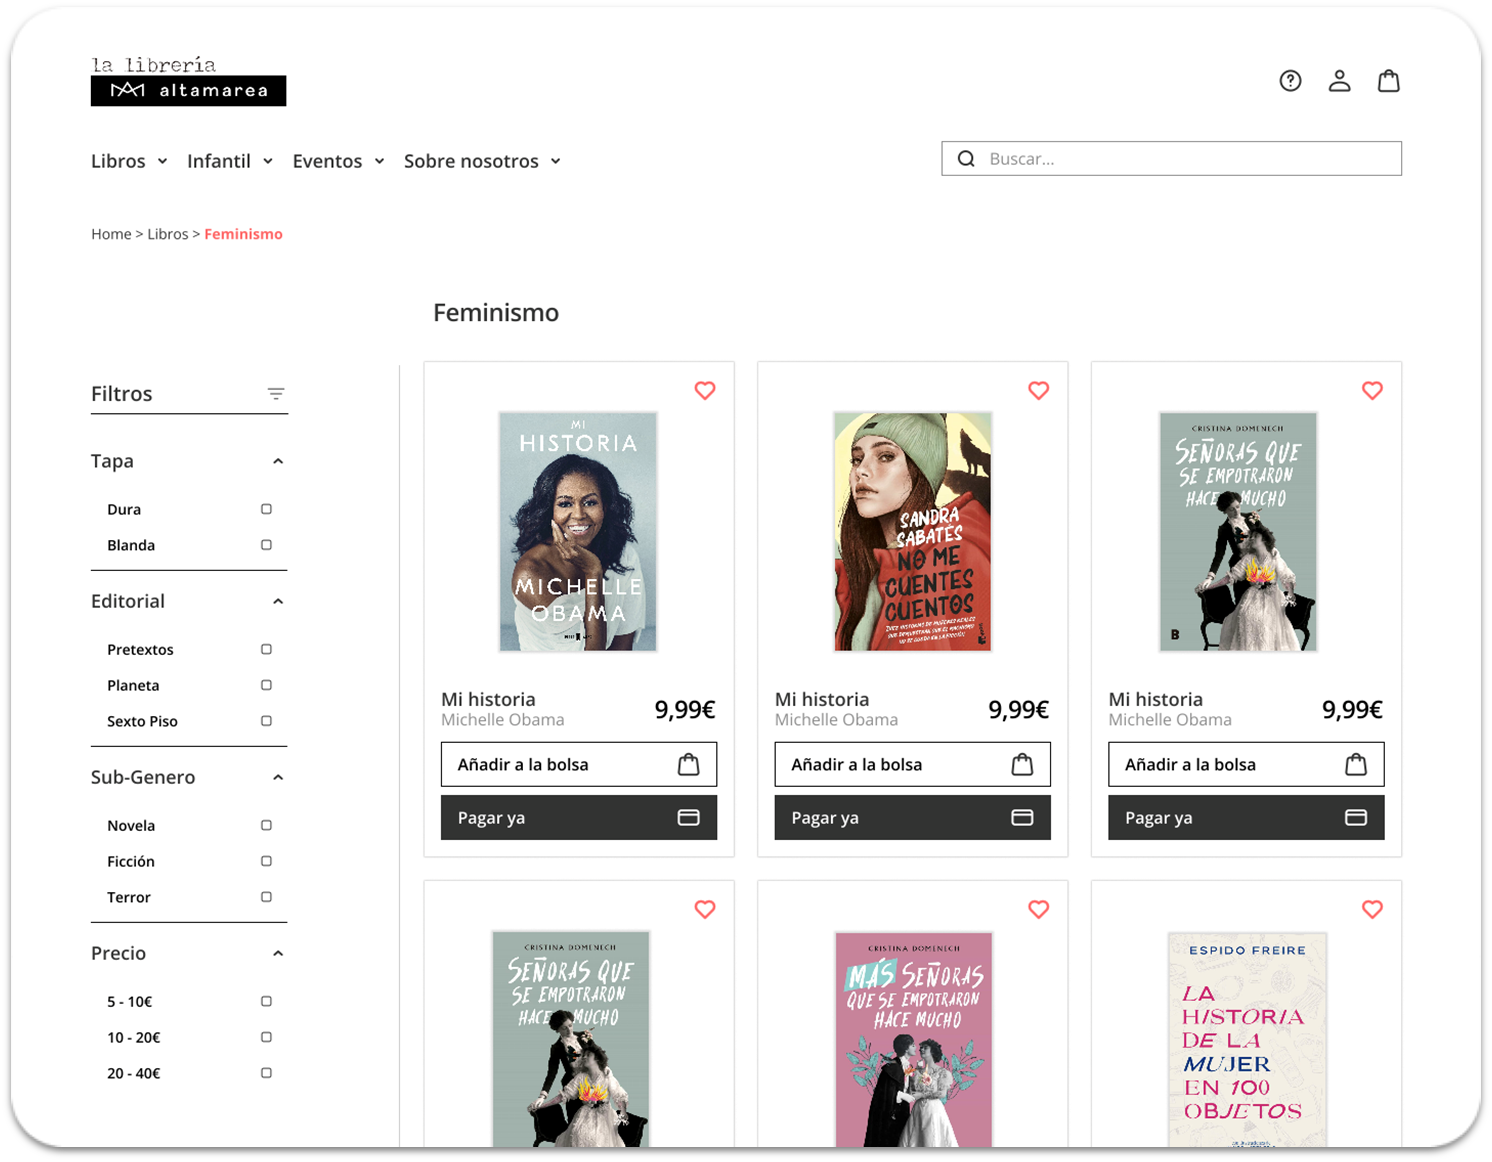 la librería
altamarea
Libros
Infantil
Eventos
Sobre nosotros
Buscar...
Home > Libros > Feminismo
Feminismo
Filtros
Tapa
Dura
Blanda
Editorial
Pretextos
Planeta
Sexto Piso
Sub-Genero
Novela
Ficción
Terror
Precio
5 - 10€
10 - 20€
20 - 40€
MI
HISTORIA
MICHELLE
OBAMA
Mi historia
Michelle Obama
9,99€
Añadir a la bolsa
Pagar ya
SANDRA
SABATÉS
NO ME
CUENTES
CUENTOS
Mi historia
Michelle Obama
9,99€
Añadir a la bolsa
Pagar ya
CRISTINA DOMENECH
SEÑORAS QUE
SE EMPOTRARON
HACE MUCHO
B
Mi historia
Michelle Obama
9,99€
Añadir a la bolsa
Pagar ya
CRISTINA DOMENECH
SEÑORAS QUE
SE EMPOTRARON
HACE MUCHO
CRISTINA DOMENECH
MÁS SEÑORAS
QUE SE EMPOTRARON
HACE MUCHO
ESPIDO FREIRE
LA
HISTORIA
DE LA
MUJER
EN 100
OBJETOS